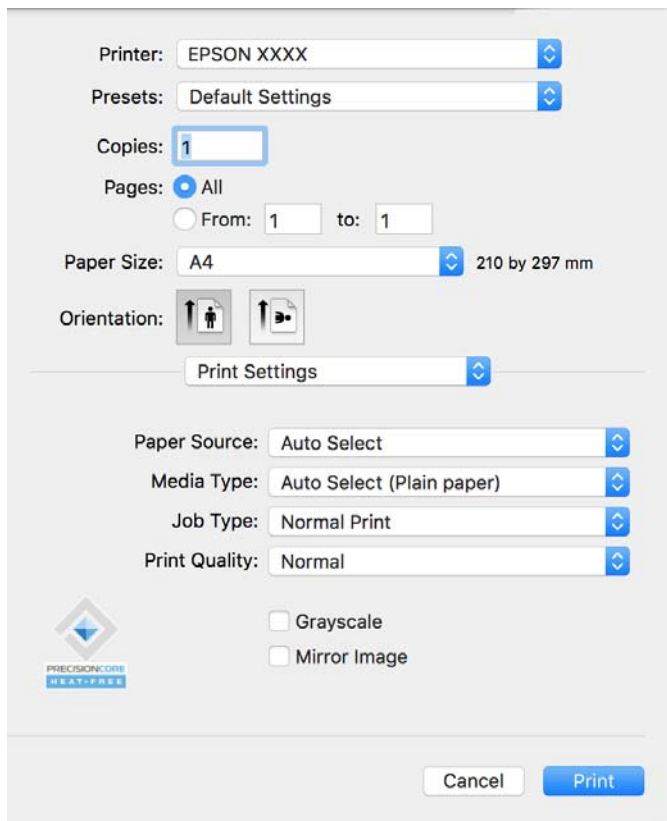 Printer: EPSON XXXX
Presets: Default Settings
Copies: 1
Pages: All
From: 1 to: 1
Paper Size: A4 210 by 297 mm
Orientation:
Print Settings
Paper Source: Auto Select
Media Type: Auto Select (Plain paper)
Job Type: Normal Print
Print Quality: Normal
Grayscale
Mirror Image
PRECISIONCORE
HEAT-FREE
Cancel Print